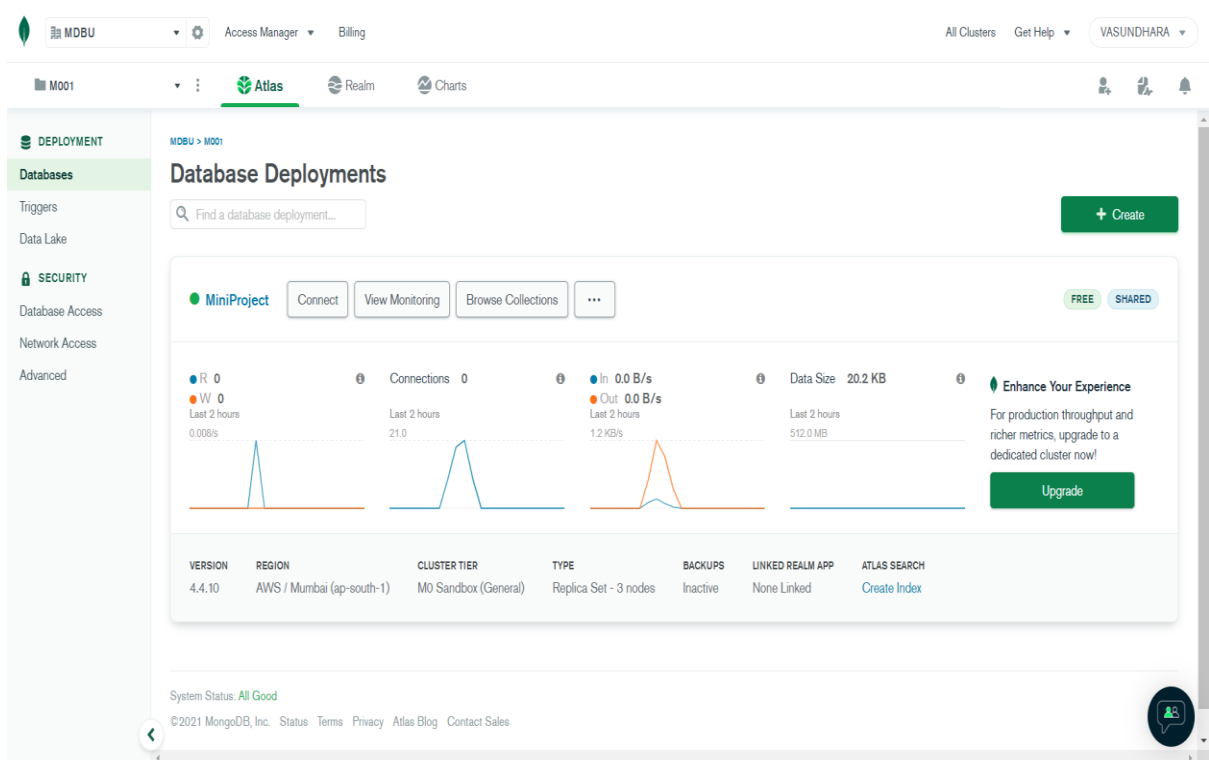 MDBU Access Manager Billing All Clusters Get Help VASUNDHARA
M001 Atlas Realm Charts
DEPLOYMENT
Databases
Triggers
Data Lake
SECURITY
Database Access
Network Access
Advanced
MDBU > M001
Database Deployments
Find a database deployment...
+ Create
MiniProject Connect View Monitoring Browse Collections ... FREE SHARED
R 0
W 0
Last 2 hours
0.008/s
Connections 0
Last 2 hours
21.0
In 0.0 B/s
Out 0.0 B/s
Last 2 hours
1.2 KB/s
Data Size 20.2 KB
Last 2 hours
512.0 MB
Enhance Your Experience
For production throughput and
richer metrics, upgrade to a
dedicated cluster now!
Upgrade
VERSION REGION CLUSTER TIER TYPE BACKUPS LINKED REALM APP ATLAS SEARCH
4.4.10 AWS / Mumbai (ap-south-1) M0 Sandbox (General) Replica Set - 3 nodes Inactive None Linked Create Index
System Status: All Good
©2021 MongoDB, Inc. Status Terms Privacy Atlas Blog Contact Sales